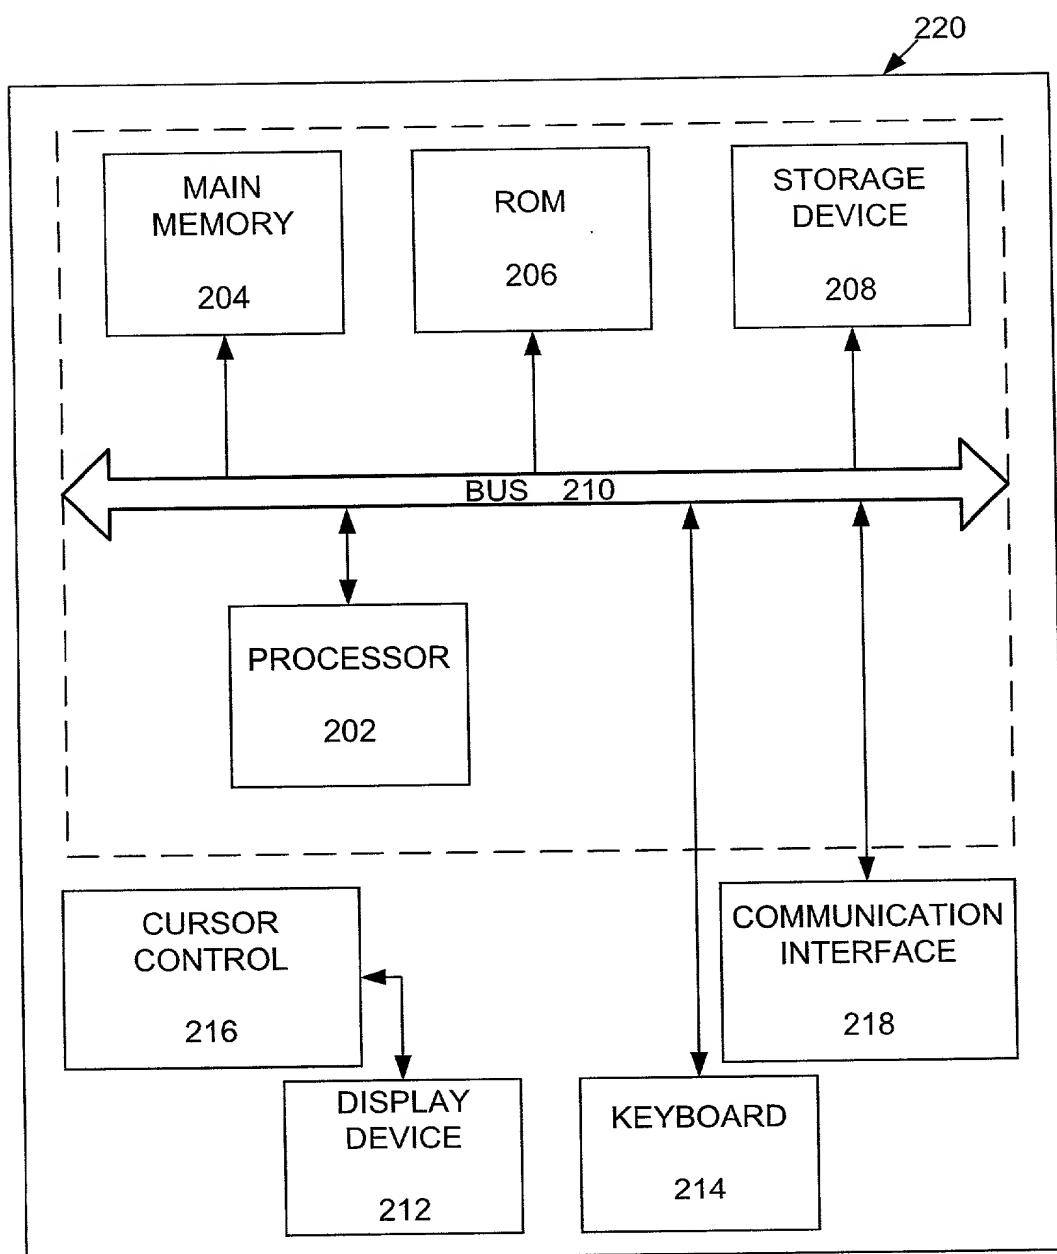 220
MAIN
MEMORY
204
ROM
206
STORAGE
DEVICE
208
BUS 210
PROCESSOR
202
CURSOR
CONTROL
216
COMMUNICATION
INTERFACE
218
DISPLAY
DEVICE
212
KEYBOARD
214